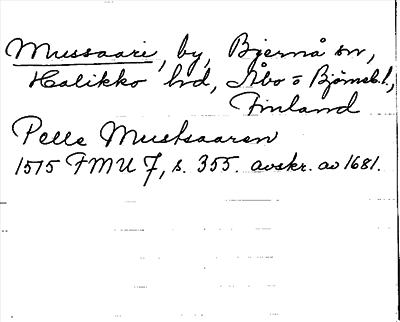 Mussaari, by, Bjernå sn,
Halikko hd, Åbo = Björneb. l.,
Finland
Pelle Mustsaaren
1515 FMU 7, s. 355. avskr. av 1681.